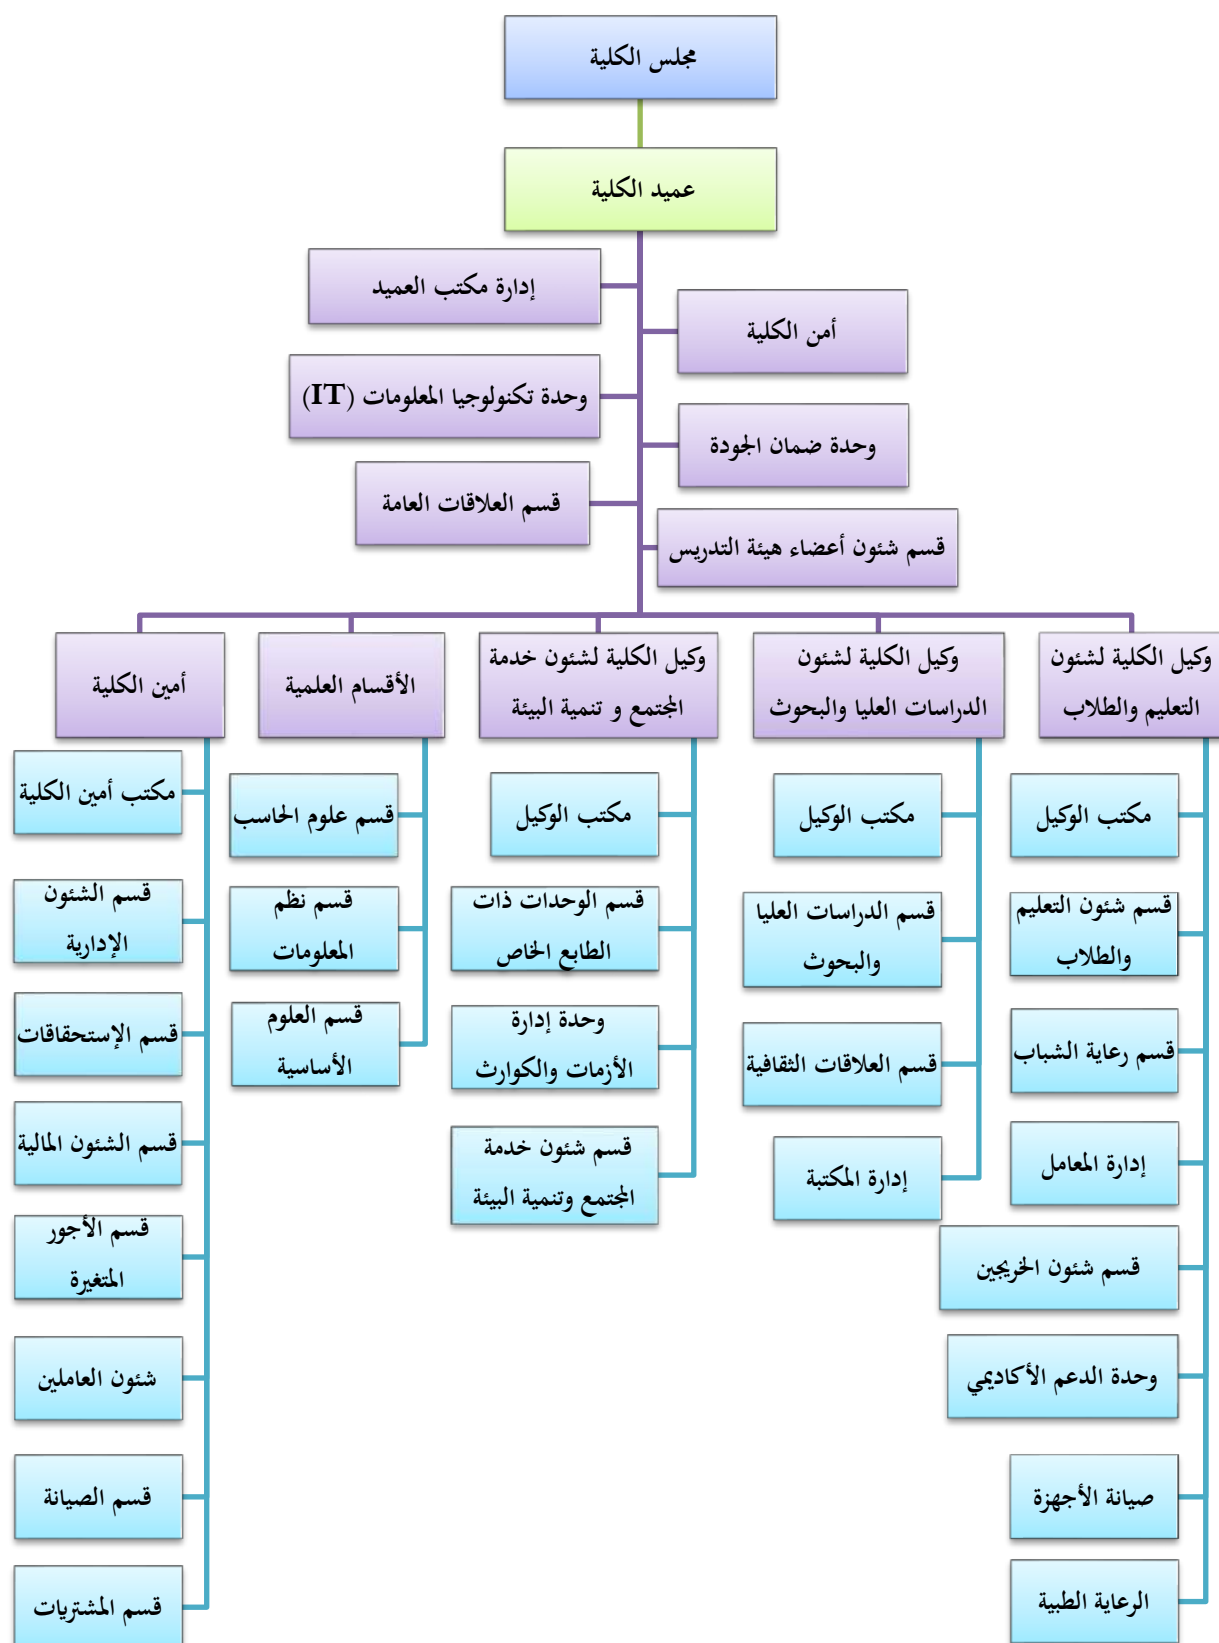 مجلس الكلية
عميد الكلية
إدارة مكتب العميد
أمن الكلية
وحدة تكنولوجيا المعلومات (IT)
وحدة ضمان الجودة
قسم العلاقات العامة
قسم شئون أعضاء هيئة التدريس
وكيل الكلية لشئون
التعليم والطلاب
مكتب الوكيل
قسم شئون التعليم
والطلاب
قسم رعاية الشباب
إدارة المعامل
قسم شئون الخريجين
وحدة الدعم الأكاديمي
صيانة الأجهزة
الرعاية الطبية
وكيل الكلية لشئون
الدراسات العليا والبحوث
مكتب الوكيل
قسم الدراسات العليا
والبحوث
قسم العلاقات الثقافية
إدارة المكتبة
وكيل الكلية لشئون خدمة
المجتمع و تنمية البيئة
مكتب الوكيل
قسم الوحدات ذات
الطابع الخاص
وحدة إدارة
الأزمات والكوارث
قسم شئون خدمة
المجتمع وتنمية البيئة
الأقسام العلمية
قسم علوم الحاسب
قسم نظم
المعلومات
قسم العلوم
الأساسية
أمين الكلية
مكتب أمين الكلية
قسم الشئون
الإدارية
قسم الإستحقاقات
قسم الشئون المالية
قسم الأجور
المتغيرة
شئون العاملين
قسم الصيانة
قسم المشتريات